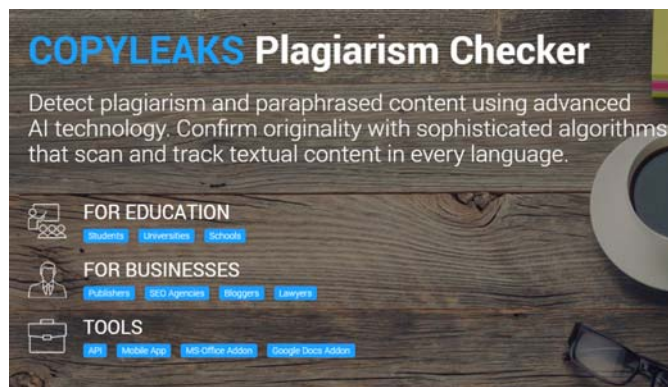 COPYLEAKS Plagiarism Checker
Detect plagiarism and paraphrased content using advanced
AI technology. Confirm originality with sophisticated algorithms
that scan and track textual content in every language.
FOR EDUCATION
Students Universities Schools
FOR BUSINESSES
Publishers SEO Agencies Bloggers Lawyers
TOOLS
API Mobile App MS-Office Addon Google Docs Addon